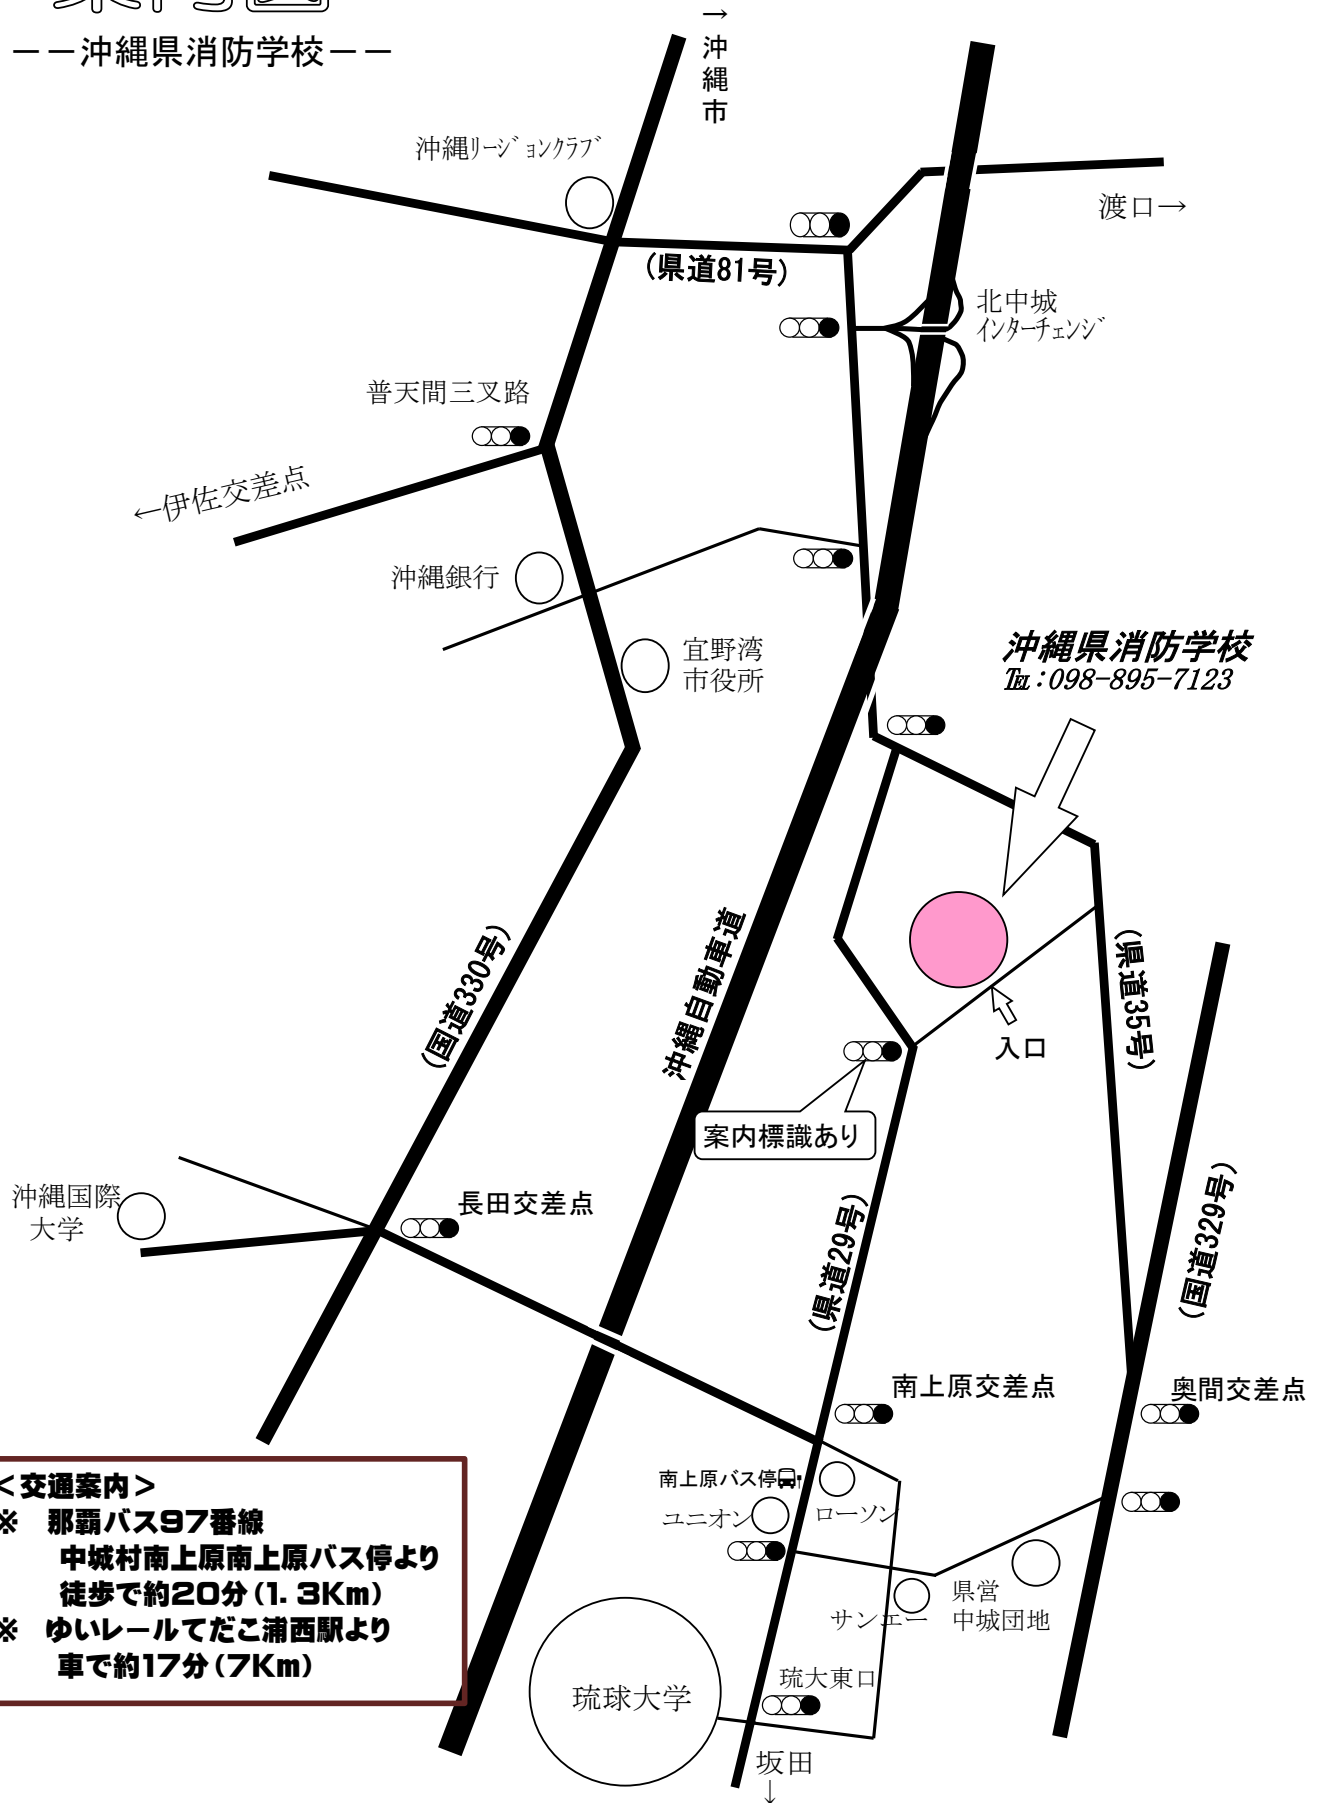 案内図
－－沖縄県消防学校－－
→沖縄市
沖縄リージョンクラブ
渡口→
(県道81号)
北中城
インターチェンジ
普天間三叉路
←伊佐交差点
沖縄銀行
宜野湾
市役所
沖縄県消防学校
℡：098-895-7123
沖縄自動車道
(国道330号)
(県道35号)
入口
案内標識あり
沖縄国際
大学
長田交差点
(県道29号)
(国道329号)
南上原交差点
奥間交差点
南上原バス停
ユニオン
ローソン
県営
中城団地
サンエー
琉大東口
琉球大学
坂田
↓
＜交通案内＞
※　那覇バス97番線
中城村南上原南上原バス停より
徒歩で約20分（1．3Km）
※　ゆいレールてだこ浦西駅より
車で約17分（7Km）